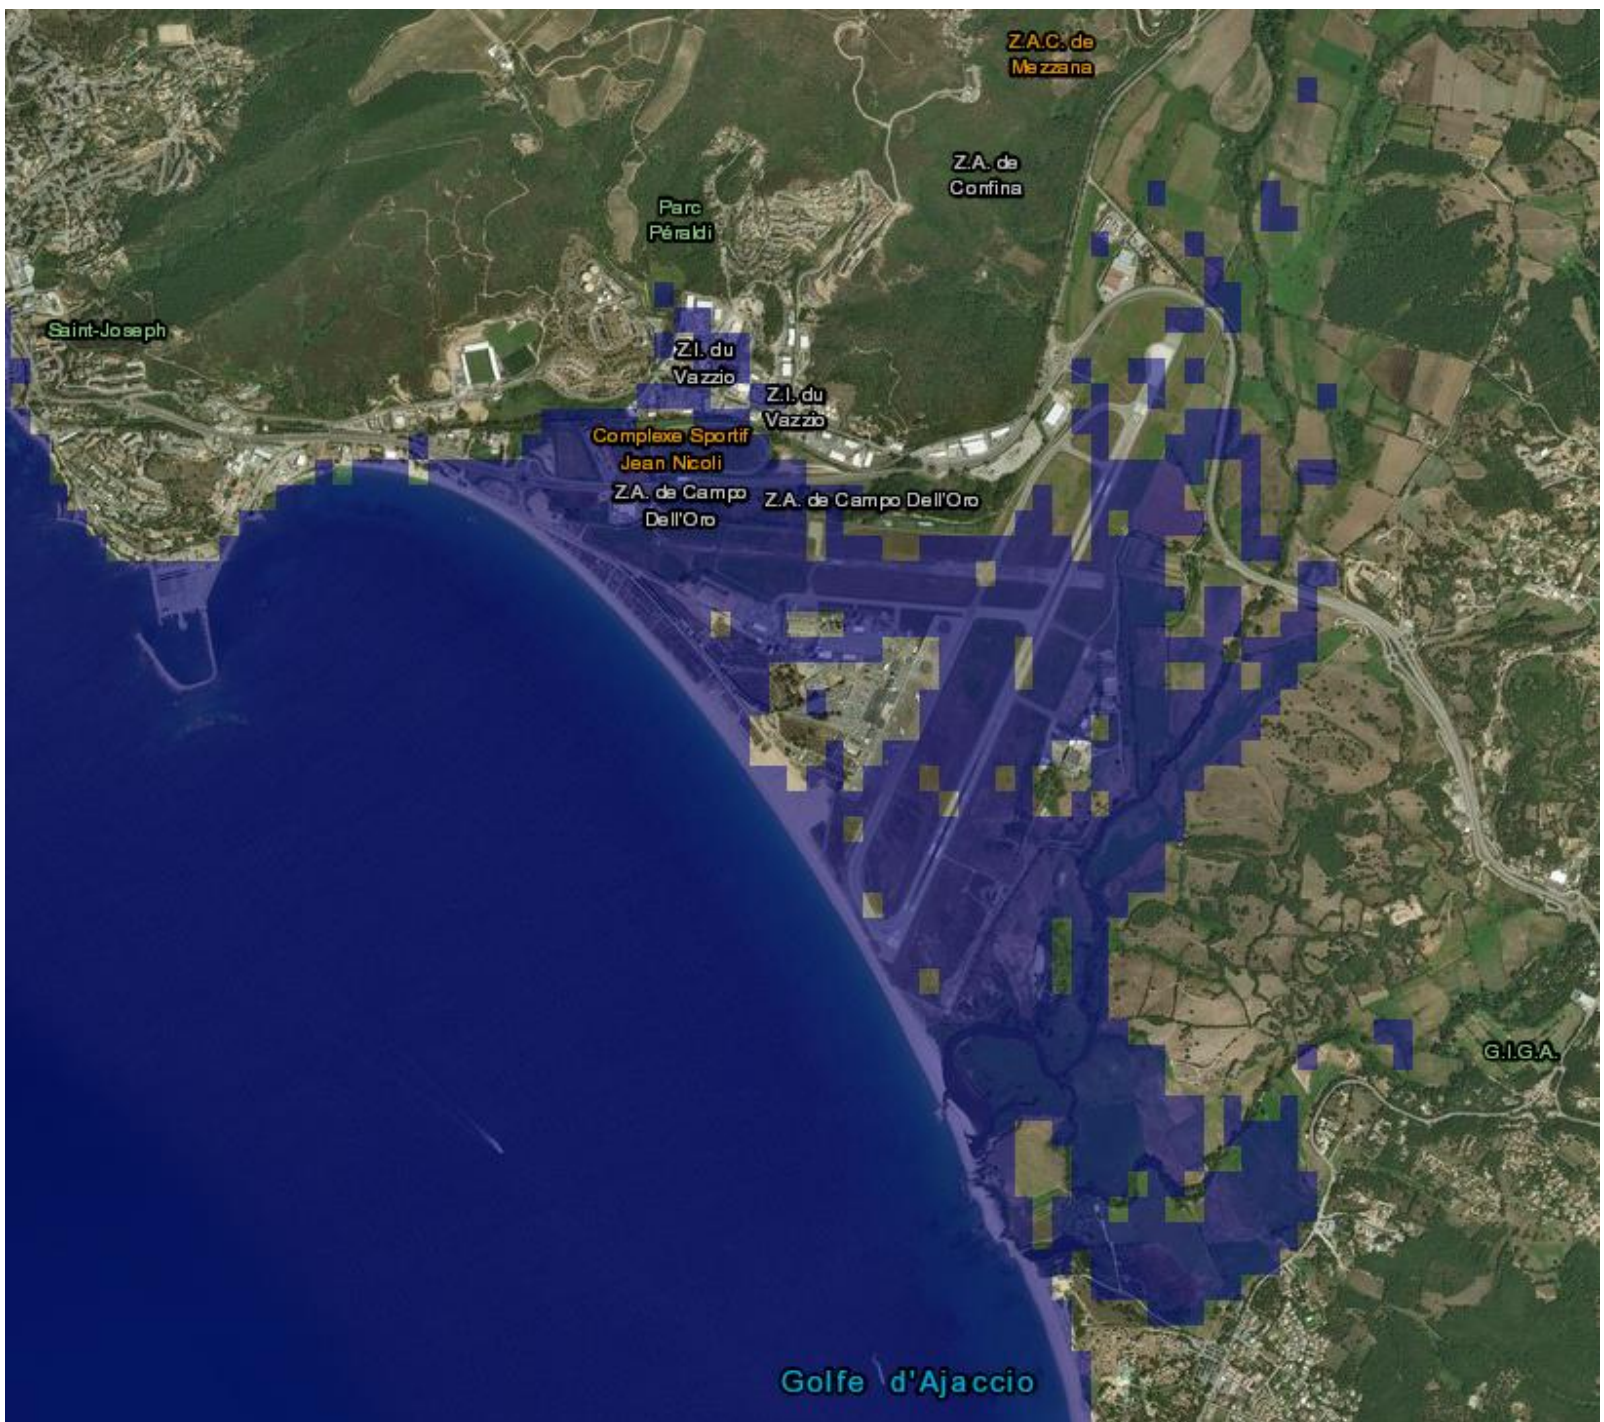 Z.A.C. de
Mezzana
Z.A. de
Confina
Parc
Péraldi
Saint-Joseph
Z.I. du
Vazzio
Z.I. du
Vazzio
Complexe Sportif
Jean Nicoli
Z.A. de Campo
Dell'Oro
Z.A. de Campo Dell'Oro
G.I.G.A.
Golfe d'Ajaccio